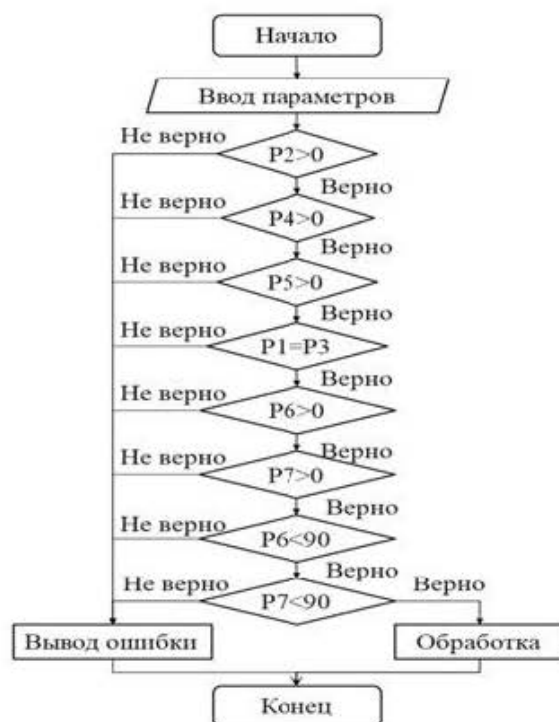 Начало
Ввод параметров
Не верно
P2>0
Верно
Не верно
P4>0
Верно
Не верно
P5>0
Верно
Не верно
P1=P3
Верно
Не верно
P6>0
Верно
Не верно
P7>0
Верно
Не верно
P6<90
Верно
Не верно
P7<90
Верно
Вывод ошибки
Обработка
Конец